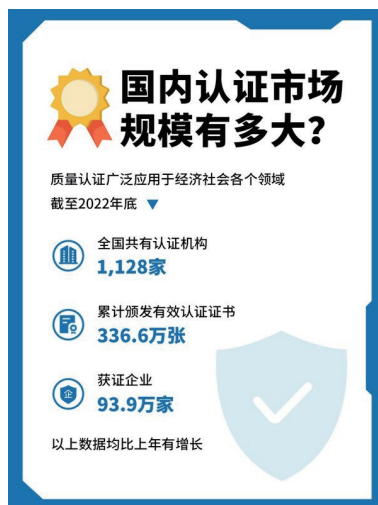 国内认证市场
规模有多大?
质量认证广泛应用于经济社会各个领域
截至2022年底
全国共有认证机构
1,128家
累计颁发有效认证证书
336.6万张
获证企业
93.9万家
以上数据均比上年有增长
企